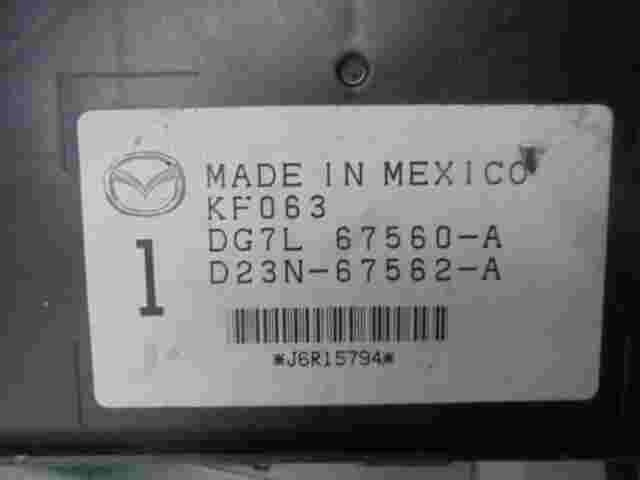 MADE IN MEXICO
KF063
DG7L 67560-A
D23N-67562-A
1
*J6R15794*